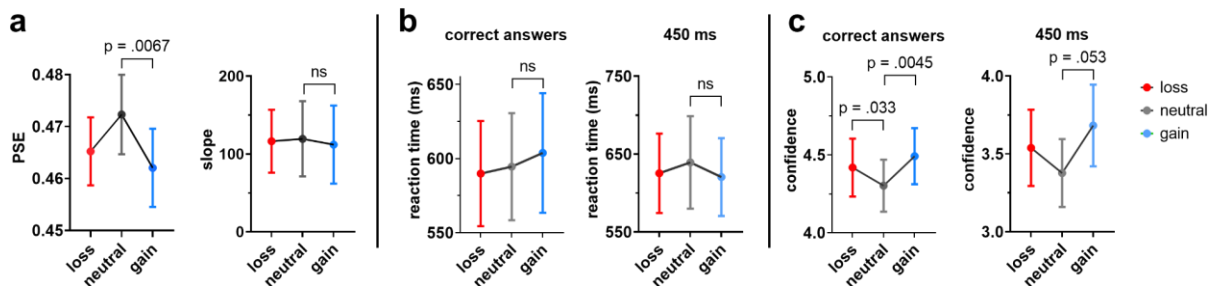 a
p = .0067
PSE
0.48
0.47
0.46
0.45
loss
neutral
gain
ns
slope
200
100
0
loss
neutral
gain
b
correct answers
ns
reaction time (ms)
650
600
550
loss
neutral
gain
450 ms
ns
reaction time (ms)
750
700
650
600
550
loss
neutral
gain
c
correct answers
p = .0045
p = .033
confidence
5.0
4.5
4.0
loss
neutral
gain
450 ms
p = .053
confidence
4.0
3.5
3.0
loss
neutral
gain
loss
neutral
gain